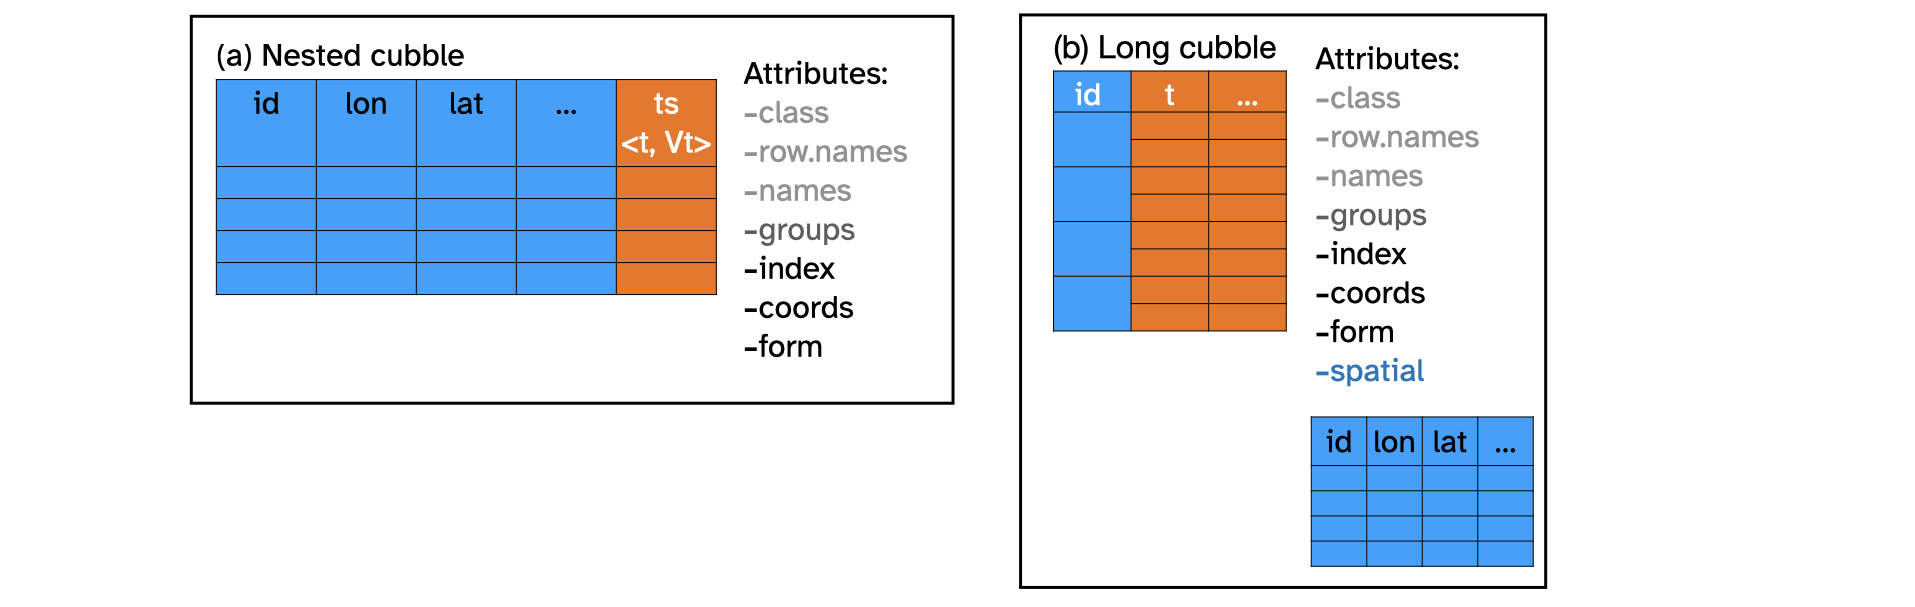 (a) Nested cubble
id lon lat ... ts
<t, Vt>
Attributes:
-class
-row.names
-names
-groups
-index
-coords
-form
(b) Long cubble
id t ...
Attributes:
-class
-row.names
-names
-groups
-index
-coords
-form
-spatial
id lon lat ...